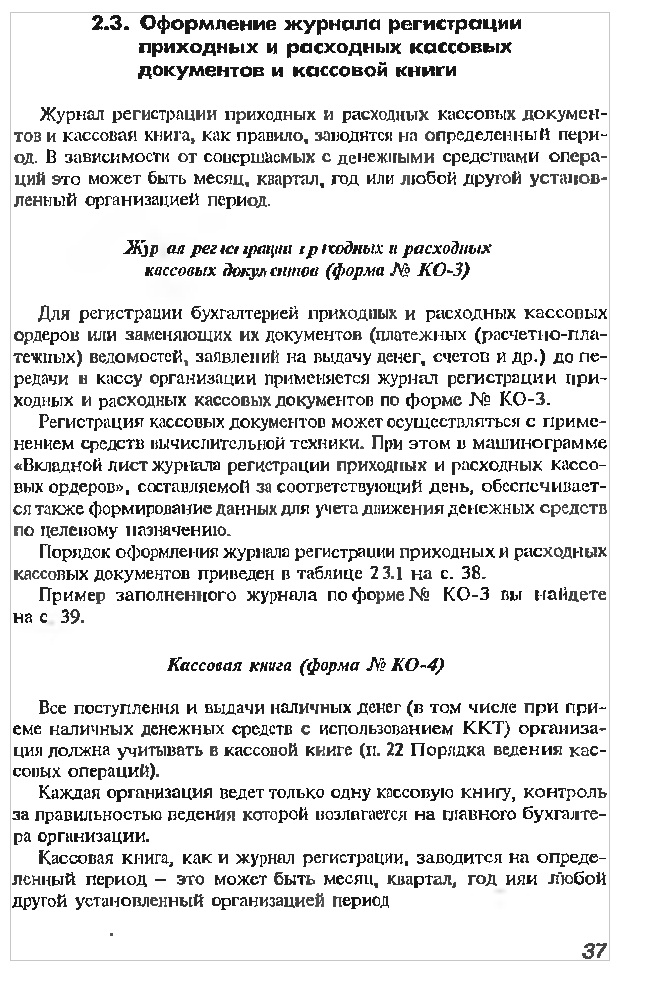 2.3. Оформление журнала регистрации
приходных и расходных кассовых
документов и кассовой книги
Журнал регистрации приходных и расходных кассовых докумен-
тов и кассовая книга, как правило, заводятся на определенный пери-
од. В зависимости от совершаемых с денежными средствами опера-
ций это может быть месяц, квартал, год или любой другой установ-
ленный организацией период.
Журнал регистрации приходных и расходных
кассовых документов (форма № КО-3)
Для регистрации бухгалтерией приходных и расходных кассовых
ордеров или заменяющих их документов (платежных (расчетно-пла-
тежных) ведомостей, заявлений на выдачу денег, счетов и др.) до пе-
редачи в кассу организации применяется журнал регистрации при-
ходных и расходных кассовых документов по форме № КО-3.
Регистрация кассовых документов может осуществляться с приме-
нением средств вычислительной техники. При этом в машинограмме
«Вкладной лист журнала регистрации приходных и расходных кассо-
вых ордеров», составляемой за соответствующий день, обеспечивает-
ся также формирование данных для учета движения денежных средств
по целевому назначению.
Порядок оформления журнала регистрации приходных и расходных
кассовых документов приведен в таблице 2 3.1 на с. 38.
Пример заполненного журнала по форме № КО-3 вы найдете
на с 39.
Кассовая книга (форма № КО-4)
Все поступления и выдачи наличных денег (в том числе при при-
еме наличных денежных средств с использованием ККТ) организа-
ция должна учитывать в кассовой книге (п. 22 Порядка ведения кас-
совых операций).
Каждая организация ведет только одну кассовую книгу, контроль
за правильностью ведения которой возлагается на главного бухгалте-
ра организации.
Кассовая книга, как и журнал регистрации, заводится на опреде-
ленный период – это может быть месяц, квартал, год или любой
другой установленный организацией период
37